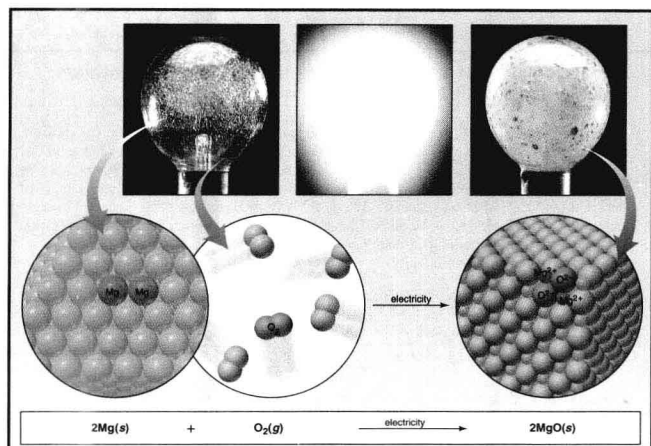 Mg Mg
O₂
electricity
Mg²⁺
O²⁻
O²⁻ Mg²⁺
2Mg(s) + O₂(g) electricity 2MgO(s)